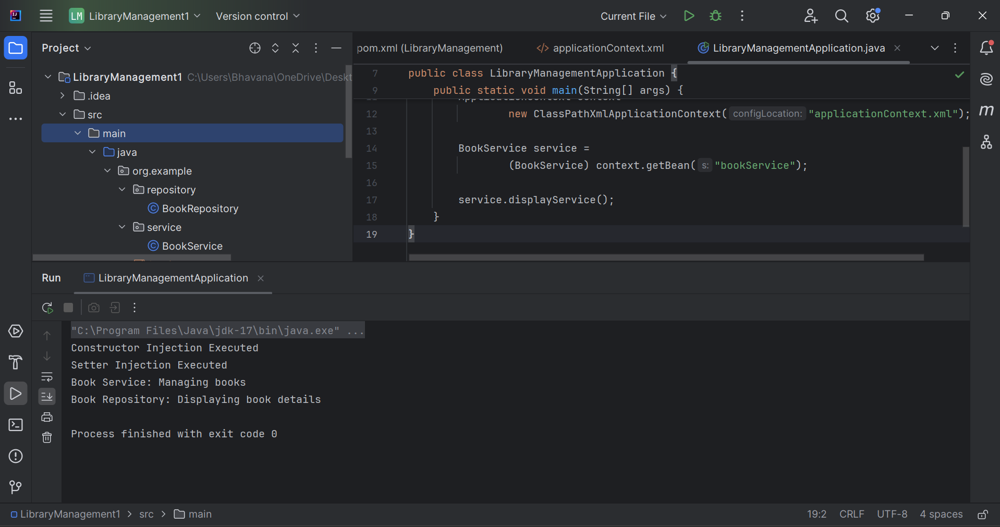 LM LibraryManagement1 Version control Current File
Project
pom.xml (LibraryManagement) </> applicationContext.xml LibraryManagementApplication.java
LibraryManagement1 C:\Users\Bhavana\OneDrive\Deskt
.idea
src
main
java
org.example
repository
BookRepository
service
BookService
7 public class LibraryManagementApplication {
9 public static void main(String[] args) {
12 new ClassPathXmlApplicationContext( configLocation: "applicationContext.xml");
13
14 BookService service =
15 (BookService) context.getBean( s: "bookService");
16
17 service.displayService();
18 }
19 }
Run LibraryManagementApplication
"C:\Program Files\Java\jdk-17\bin\java.exe" ...
Constructor Injection Executed
Setter Injection Executed
Book Service: Managing books
Book Repository: Displaying book details
Process finished with exit code 0
LibraryManagement1 > src > main 19:2 CRLF UTF-8 4 spaces